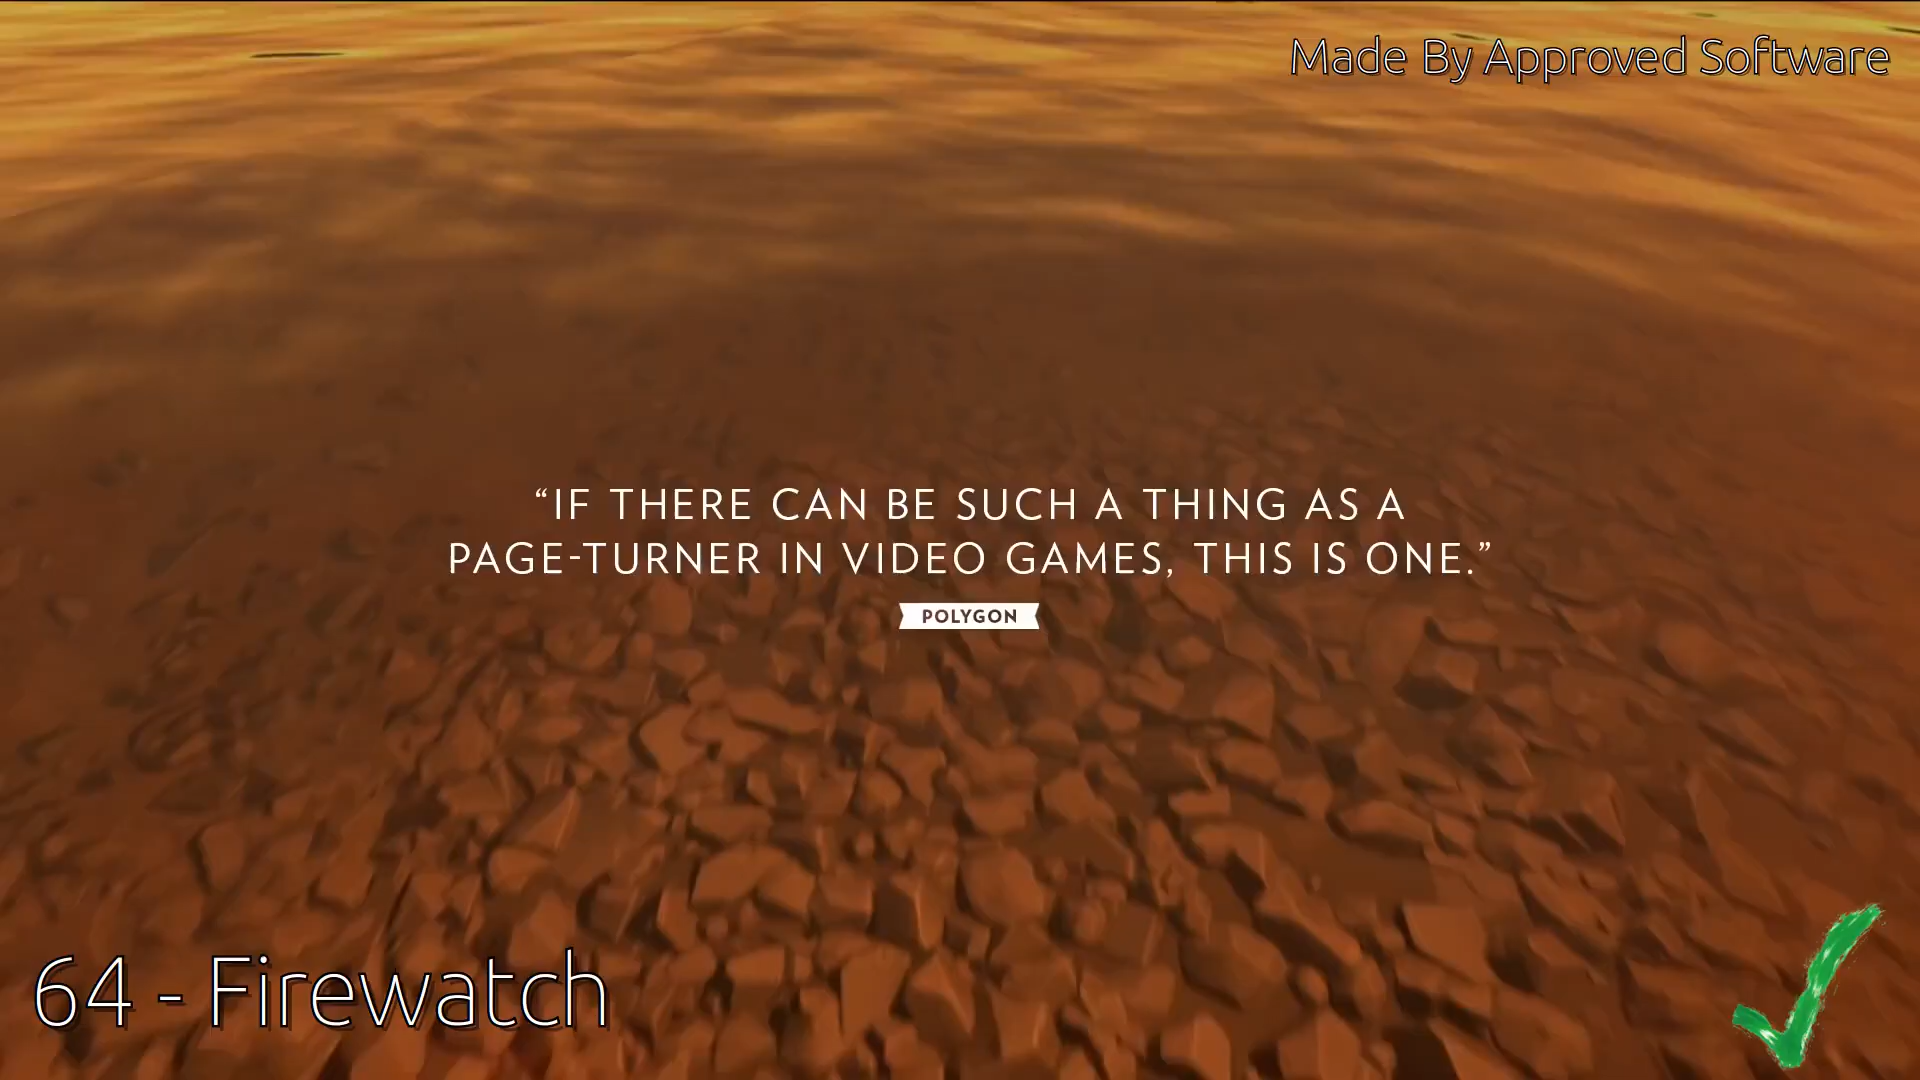 Made By Approved Software
“IF THERE CAN BE SUCH A THING AS A
PAGE-TURNER IN VIDEO GAMES, THIS IS ONE.”
POLYGON
64 - Firewatch